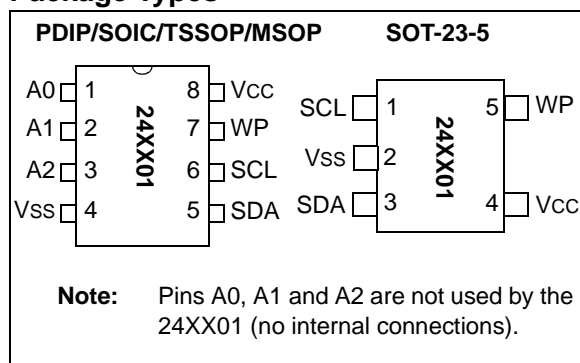 Package Types
PDIP/SOIC/TSSOP/MSOP SOT-23-5
A0 1 8 VCC
A1 2 7 WP
A2 3 6 SCL
VSS 4 5 SDA
24XX01
SCL 1 5 WP
VSS 2
SDA 3 4 VCC
24XX01
Note: Pins A0, A1 and A2 are not used by the
24XX01 (no internal connections).